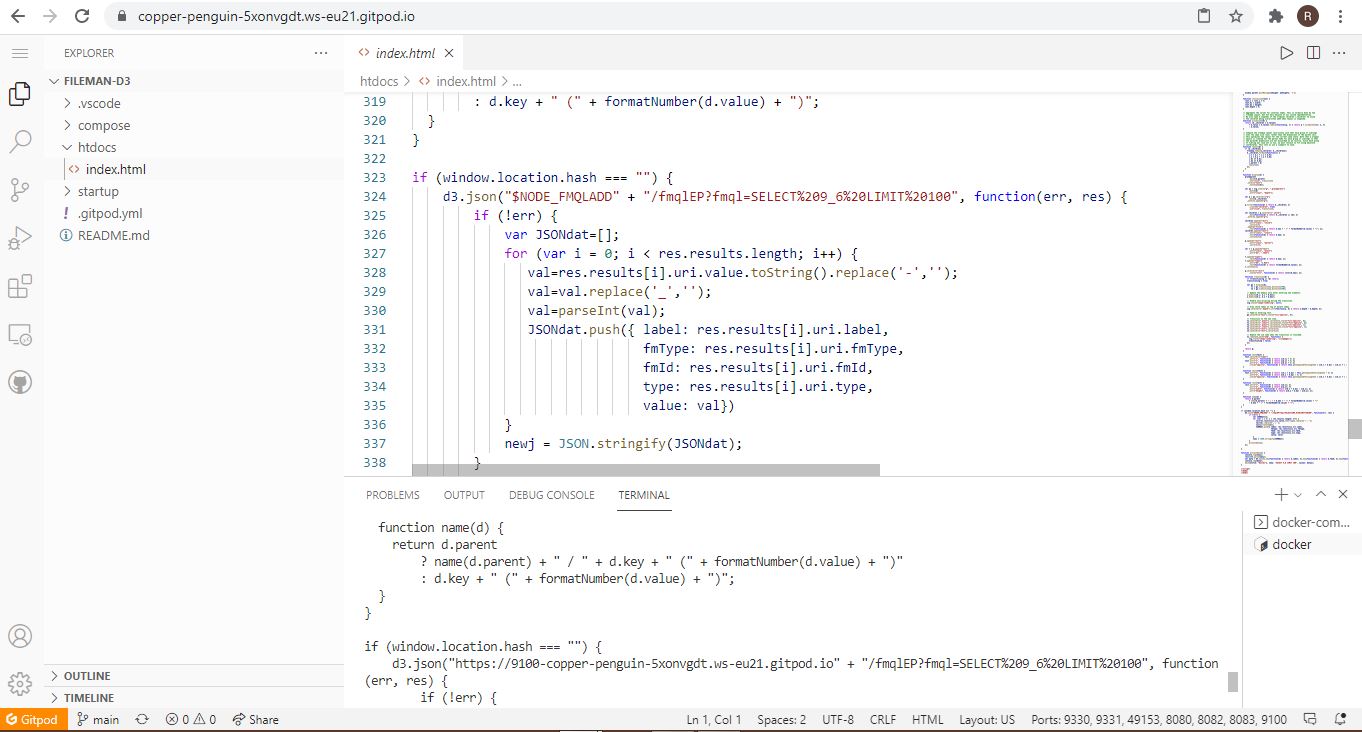 copper-penguin-5xonvgdt.ws-eu21.gitpod.io
R
EXPLORER
FILEMAN-D3
.vscode
compose
htdocs
<> index.html
startup
! .gitpod.yml
README.md
OUTLINE
TIMELINE
<> index.html
htdocs > <> index.html > ...
319 : d.key + " (" + formatNumber(d.value) + ")";
320 }
321 }
322
323 if (window.location.hash === "") {
324 d3.json("$NODE_FMQLADD" + "/fmqlEP?fmql=SELECT%209_6%20LIMIT%20100", function(err, res) {
325 if (!err) {
326 var JSONdat=[];
327 for (var i = 0; i < res.results.length; i++) {
328 val=res.results[i].uri.value.toString().replace('-','');
329 val=val.replace('_','');
330 val=parseInt(val);
331 JSONdat.push({ label: res.results[i].uri.label,
332 fmType: res.results[i].uri.fmType,
333 fmId: res.results[i].uri.fmId,
334 type: res.results[i].uri.type,
335 value: val})
336 }
337 newj = JSON.stringify(JSONdat);
338 }
PROBLEMS OUTPUT DEBUG CONSOLE TERMINAL
function name(d) {
return d.parent
? name(d.parent) + " / " + d.key + " (" + formatNumber(d.value) + ")"
: d.key + " (" + formatNumber(d.value) + ")";
}
}
if (window.location.hash === "") {
d3.json("https://9100-copper-penguin-5xonvgdt.ws-eu21.gitpod.io" + "/fmqlEP?fmql=SELECT%209_6%20LIMIT%20100", function
(err, res) {
if (!err) {
docker-com...
docker
Gitpod main 0 0 Share Ln 1, Col 1 Spaces: 2 UTF-8 CRLF HTML Layout: US Ports: 9330, 9331, 49153, 8080, 8082, 8083, 9100